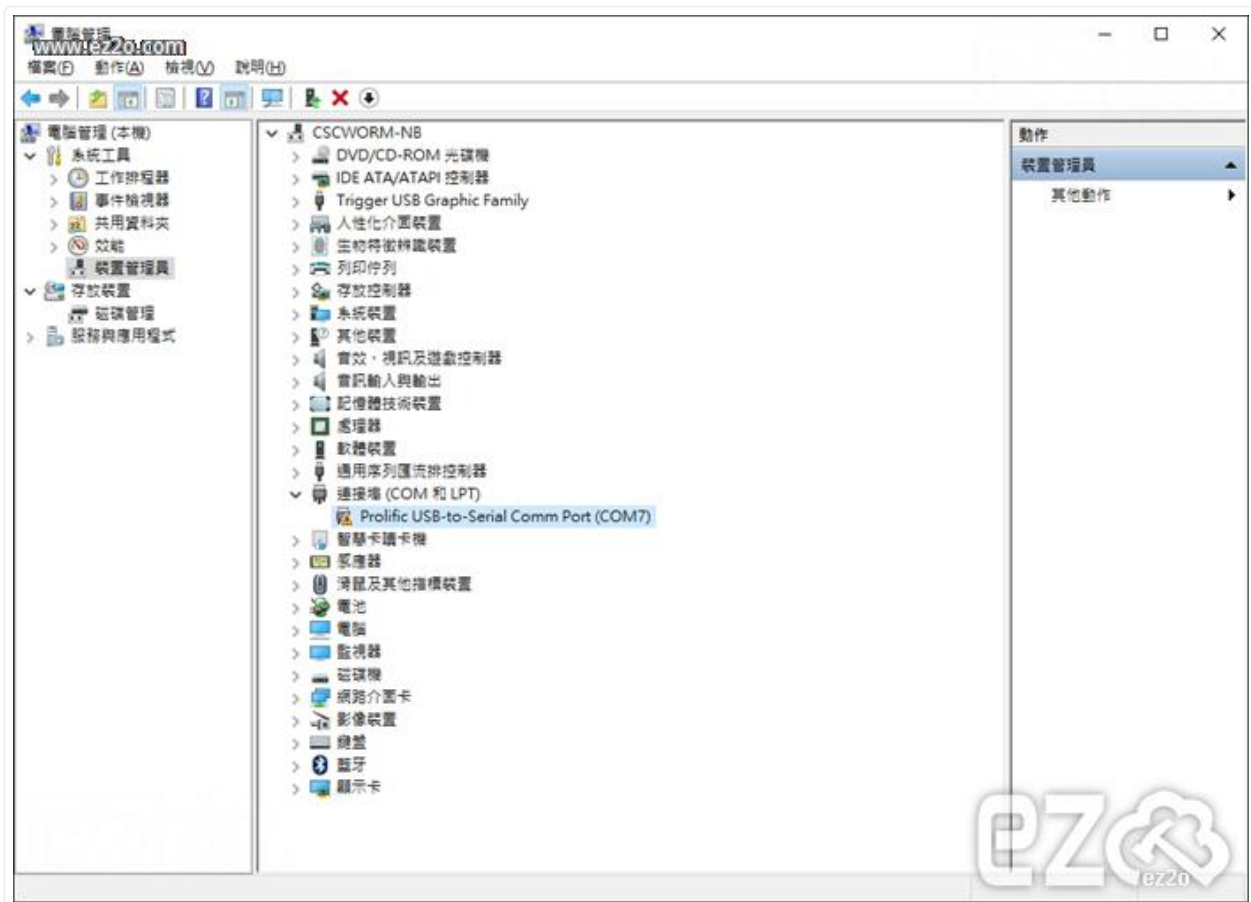 電腦管理
www.ez2o.com
檔案(F) 動作(A) 檢視(V) 說明(H)
電腦管理 (本機)
系統工具
工作排程器
事件檢視器
共用資料夾
效能
裝置管理員
存放裝置
磁碟管理
服務與應用程式
CSCWORM-NB
DVD/CD-ROM 光碟機
IDE ATA/ATAPI 控制器
Trigger USB Graphic Family
人性化介面裝置
生物特徵辨識裝置
列印佇列
存放控制器
系統裝置
其他裝置
音效、視訊及遊戲控制器
音訊輸入與輸出
記憶體技術裝置
處理器
軟體裝置
通用序列匯流排控制器
連接埠 (COM 和 LPT)
Prolific USB-to-Serial Comm Port (COM7)
智慧卡讀卡機
感應器
滑鼠及其他指標裝置
電池
電腦
監視器
磁碟機
網路介面卡
影像裝置
鍵盤
藍牙
顯示卡
動作
裝置管理員
其他動作
ez2o
ez2o